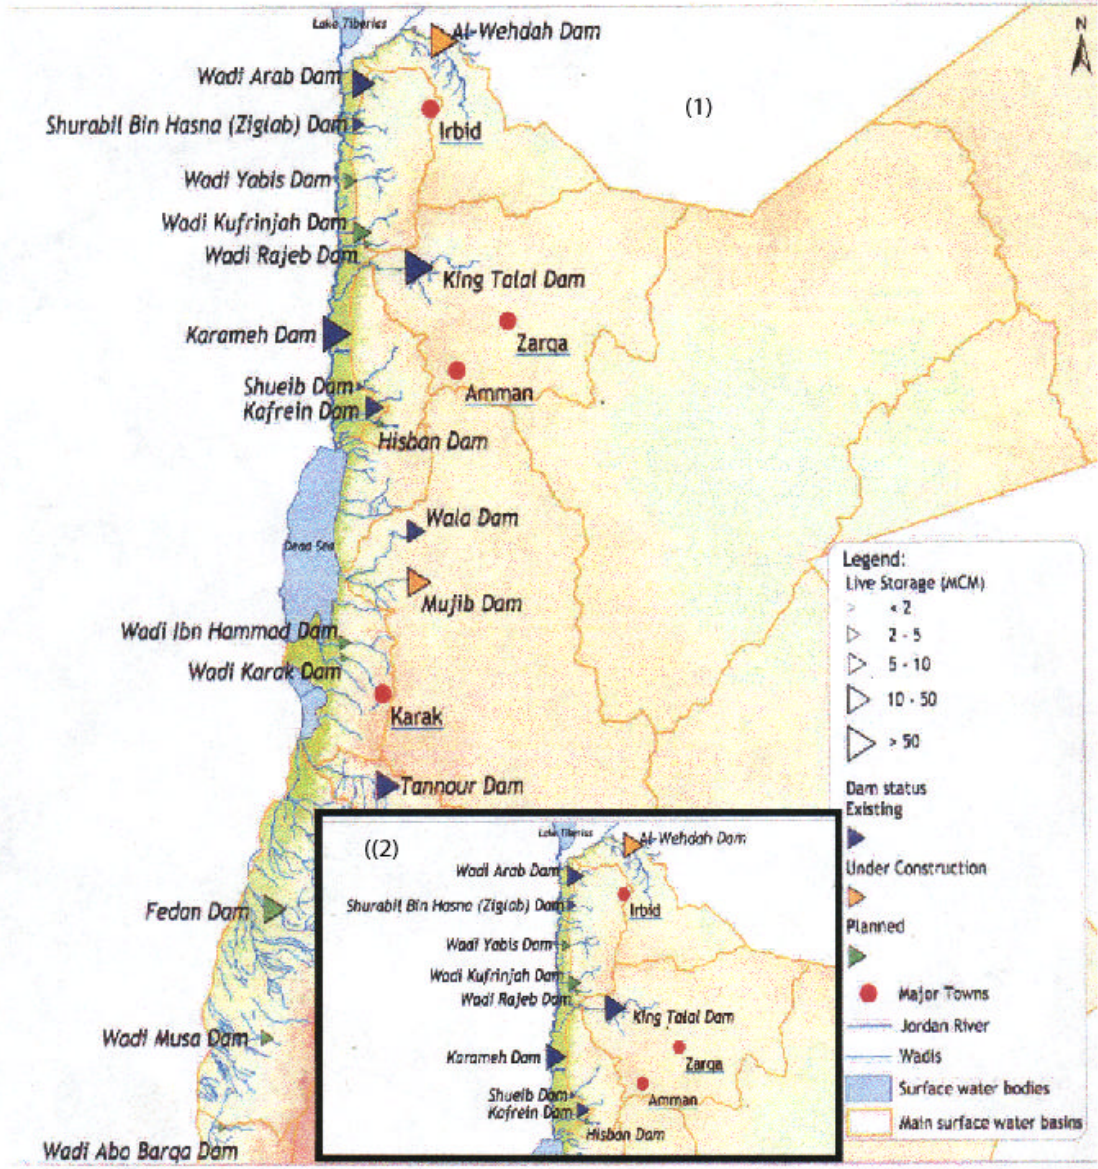 Lake Tiberias
N
Al-Wehdah Dam
Wadi Arab Dam
(1)
Shurabil Bin Hasna (Ziglab) Dam
Irbid
Wadi Yabis Dam
Wadi Kufrinjah Dam
Wadi Rajeb Dam
King Talal Dam
Karameh Dam
Zarqa
Shueib Dam
Amman
Kafrein Dam
Hisban Dam
Wala Dam
Dead Sea
Mujib Dam
Wadi Ibn Hammad Dam
Wadi Karak Dam
Karak
Tannour Dam
Fedan Dam
Wadi Musa Dam
Wadi Aba Barqa Dam
Legend:
Live Storage (MCM)
< 2
2 - 5
5 - 10
10 - 50
> 50
Dam status
Existing
Under Construction
Planned
Major Towns
Jordan River
Wadis
Surface water bodies
Main surface water basins
((2)
Lake Tiberias
Al-Wehdah Dam
Wadi Arab Dam
Shurabil Bin Hasna (Ziglab) Dam
Irbid
Wadi Yabis Dam
Wadi Kufrinjah Dam
Wadi Rajeb Dam
King Talal Dam
Karameh Dam
Zarqa
Shueib Dam
Amman
Kafrein Dam
Hisban Dam